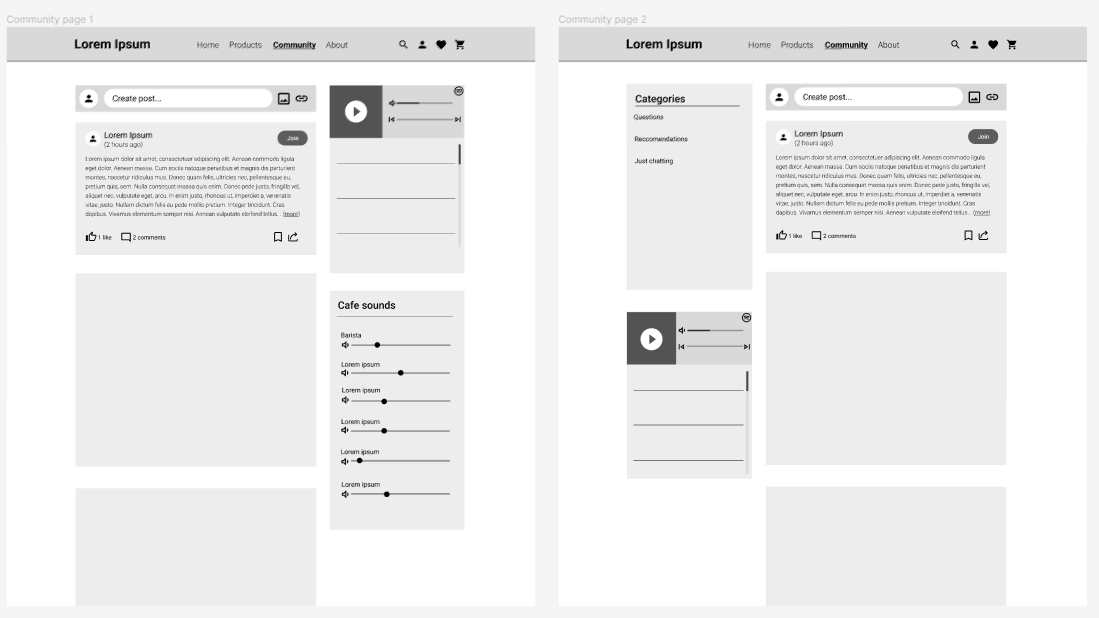 Community page 1
Lorem Ipsum
Home Products Community About
Create post...
Lorem Ipsum
(2 hours ago)
Join
Lorem ipsum dolor sit amet, consectetuer adipiscing elit. Aenean commodo ligula
eget dolor. Aenean massa. Cum sociis natoque penatibus et magnis dis parturient
montes, nascetur ridiculus mus. Donec quam felis, ultricies nec, pellentesque eu,
pretium quis, sem. Nulla consequat massa quis enim. Donec pede justo, fringilla vel,
aliquet nec, vulputate eget, arcu. In enim justo, rhoncus ut, imperdiet a, venenatis
vitae, justo. Nullam dictum felis eu pede mollis pretium. Integer tincidunt. Cras
dapibus. Vivamus elementum semper nisi. Aenean vulputate eleifend tellus... (more)
1 like 2 comments
Cafe sounds
Barista
Lorem ipsum
Lorem ipsum
Lorem ipsum
Lorem ipsum
Lorem ipsum
Community page 2
Lorem Ipsum
Home Products Community About
Categories
Questions
Reccomendations
Just chatting
Create post...
Lorem Ipsum
(2 hours ago)
Join
Lorem ipsum dolor sit amet, consectetuer adipiscing elit. Aenean commodo ligula
eget dolor. Aenean massa. Cum sociis natoque penatibus et magnis dis parturient
montes, nascetur ridiculus mus. Donec quam felis, ultricies nec, pellentesque eu,
pretium quis, sem. Nulla consequat massa quis enim. Donec pede justo, fringilla vel,
aliquet nec, vulputate eget, arcu. In enim justo, rhoncus ut, imperdiet a, venenatis
vitae, justo. Nullam dictum felis eu pede mollis pretium. Integer tincidunt. Cras
dapibus. Vivamus elementum semper nisi. Aenean vulputate eleifend tellus... (more)
1 like 2 comments